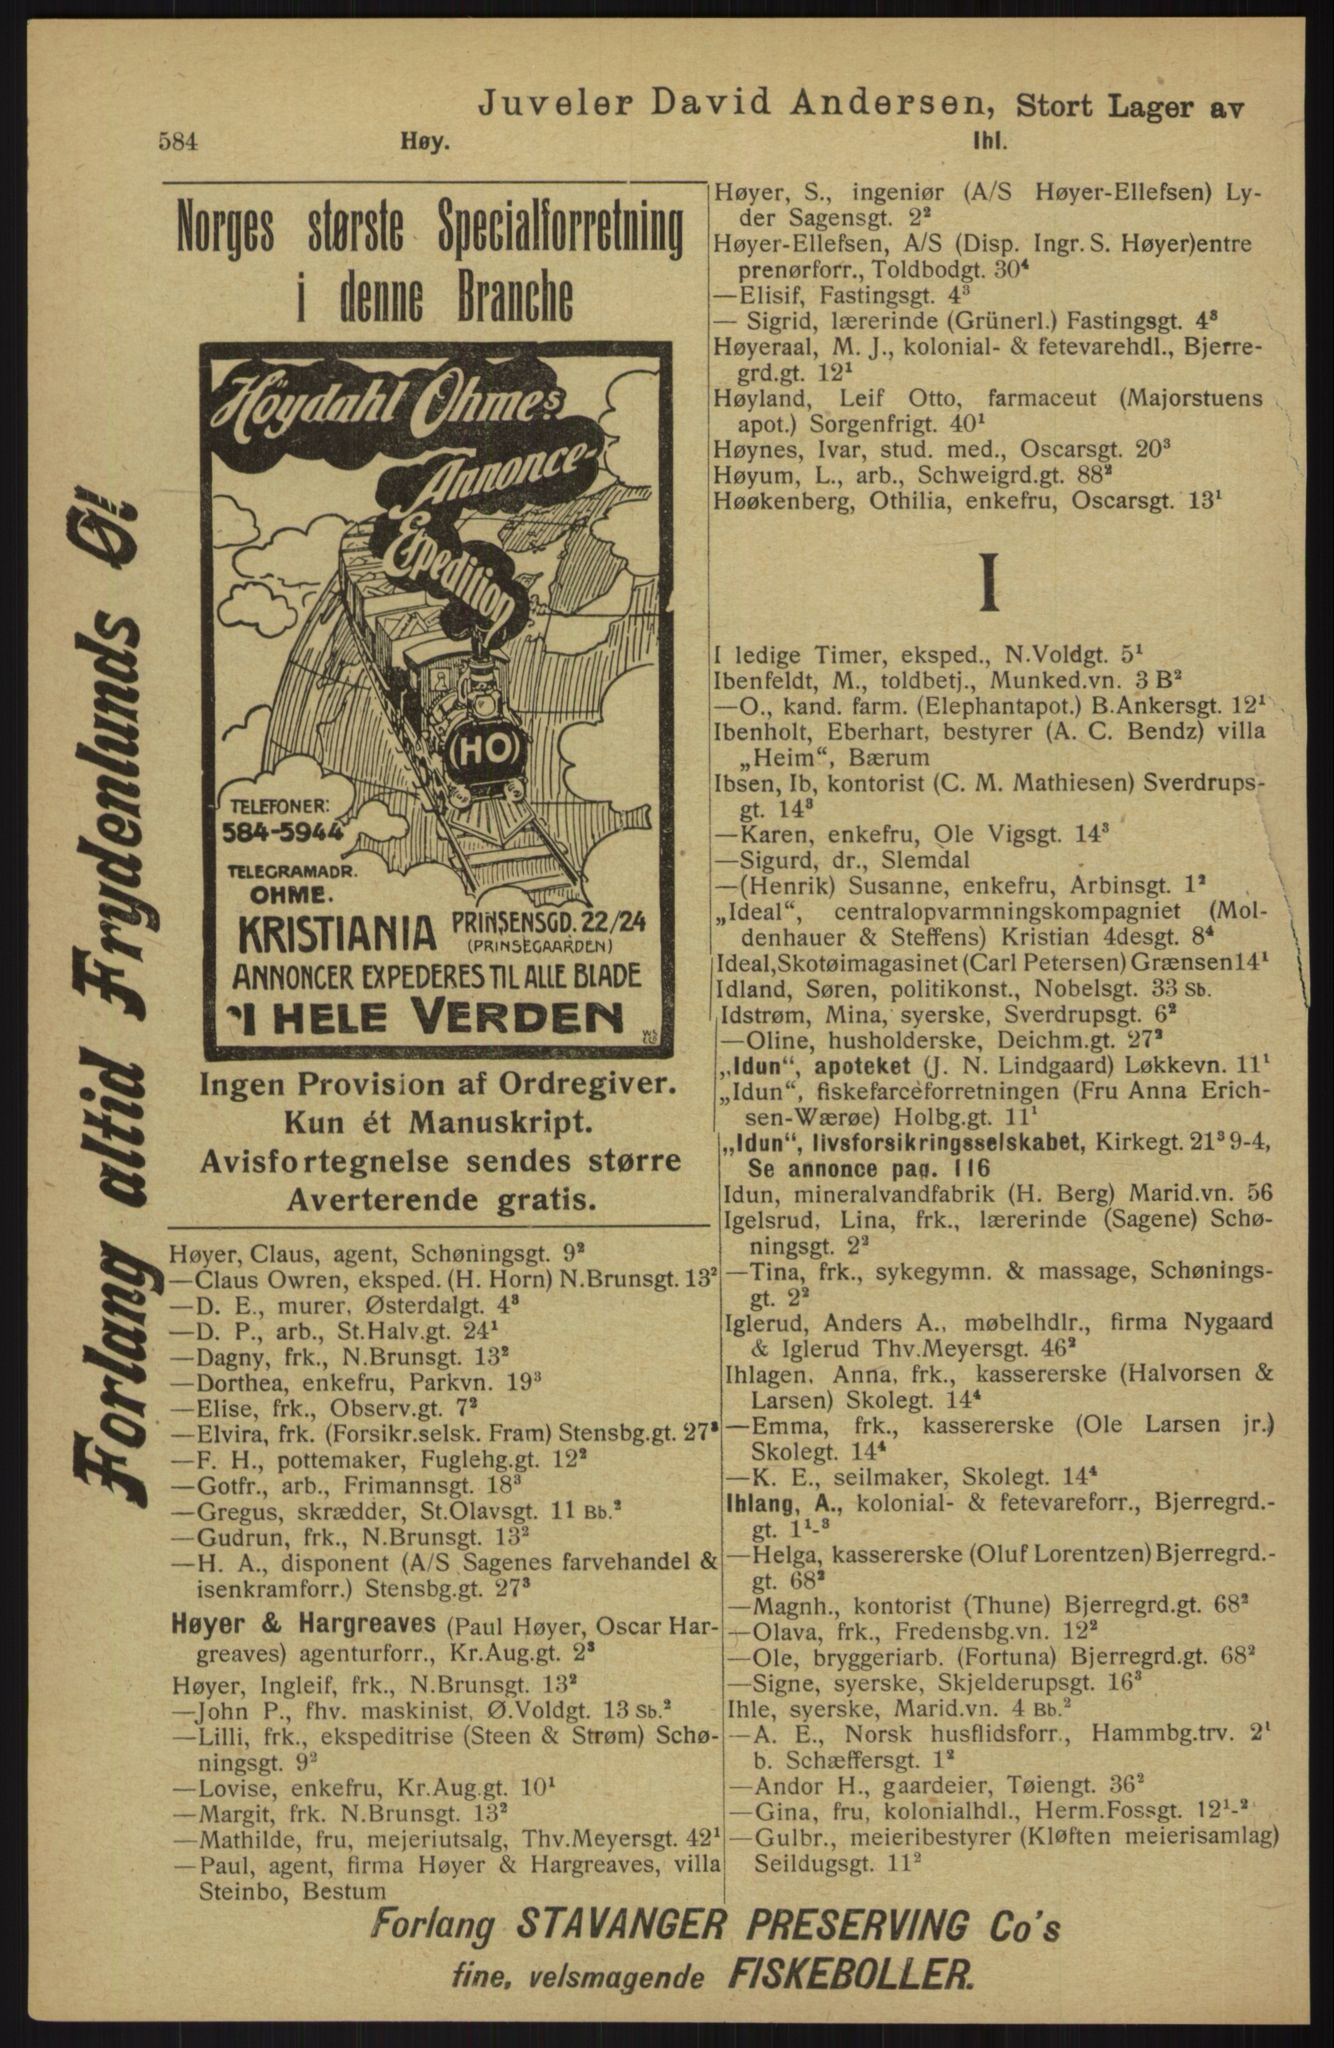 Juveler David Andersen, Stort Lager av
584 Høy. Ihl.
Forlang altid Frydenlunds Øl!
Norges største Specialforretning
i denne Branche
Höydahl Ohmes
Annonce-
Expedition
HO
TELEFONER:
584-5944
TELEGRAMADR.
OHME.
KRISTIANIA PRINSENSGD. 22/24
(PRINSEGAARDEN)
ANNONCER EXPEDERES TIL ALLE BLADE
I HELE VERDEN
Ingen Provision af Ordregiver.
Kun ét Manuskript.
Avisfortegnelse sendes større
Averterende gratis.
Høyer, Claus, agent, Schøningsgt. 9²
—Claus Owren, eksped. (H. Horn) N.Brunsgt. 13²
—D. E., murer, Østerdalgt. 4³
—D. P., arb., St.Halv.gt. 24¹
—Dagny, frk., N.Brunsgt. 13²
—Dorthea, enkefru, Parkvn. 19³
—Elise, frk., Observ.gt. 7²
—Elvira, frk. (Forsikr.selsk. Fram) Stensbg.gt. 27³
—F. H., pottemaker, Fuglehg.gt. 12²
—Gotfr., arb., Frimannsgt. 18³
—Gregus, skrædder, St.Olavsgt. 11 Bb.²
—Gudrun, frk., N.Brunsgt. 13²
—H. A., disponent (A/S Sagenes farvehandel &
isenkramforr.) Stensbg.gt. 27³
Høyer & Hargreaves (Paul Høyer, Oscar Har-
greaves) agenturforr., Kr.Aug.gt. 2³
Høyer, Ingleif, frk., N.Brunsgt. 13²
—John P., fhv. maskinist, Ø.Voldgt. 13 Sb.²
—Lilli, frk., ekspeditrise (Steen & Strøm) Schø-
ningsgt. 9²
—Lovise, enkefru, Kr.Aug.gt. 10¹
—Margit, frk. N.Brunsgt. 13²
—Mathilde, fru, mejeriutsalg, Thv.Meyersgt. 42¹
—Paul, agent, firma Høyer & Hargreaves, villa
Steinbo, Bestum
Høyer, S., ingeniør (A/S Høyer-Ellefsen) Ly-
der Sagensgt. 2²
Høyer-Ellefsen, A/S (Disp. Ingr. S. Høyer)entre
prenørforr., Toldbodgt. 30⁴
—Elisif, Fastingsgt. 4³
— Sigrid, lærerinde (Grünerl.) Fastingsgt. 4³
Høyeraal, M. J., kolonial- & fetevarehdl., Bjerre-
grd.gt. 12¹
Høyland, Leif Otto, farmaceut (Majorstuens
apot.) Sorgenfrigt. 40¹
Høynes, Ivar, stud. med., Oscarsgt. 20³
Høyum, L., arb., Schweigrd.gt. 88²
Høøkenberg, Othilia, enkefru, Oscarsgt. 13¹
I
I ledige Timer, eksped., N.Voldgt. 5¹
Ibenfeldt, M., toldbetj., Munked.vn. 3 B²
—O., kand. farm. (Elephantapot.) B.Ankersgt. 12¹
Ibenholt, Eberhart, bestyrer (A. C. Bendz) villa
„Heim“, Bærum
Ibsen, Ib, kontorist (C. M. Mathiesen) Sverdrups-
gt. 14³
—Karen, enkefru, Ole Vigsgt. 14³
—Sigurd, dr., Slemdal
—(Henrik) Susanne, enkefru, Arbinsgt. 1²
„Ideal“, centralopvarmningskompagniet (Mol-
denhauer & Steffens) Kristian 4desgt. 8⁴
Ideal,Skotøimagasinet (Carl Petersen) Grænsen14¹
Idland, Søren, politikonst., Nobelsgt. 33 Sb.
Idstrøm, Mina, syerske, Sverdrupsgt. 6²
—Oline, husholderske, Deichm.gt. 27²
„Idun“, apoteket (J. N. Lindgaard) Løkkevn. 11¹
„Idun“, fiskefarceforretningen (Fru Anna Erich-
sen-Wærøe) Holbg.gt. 11¹
„Idun“, livsforsikringsselskabet, Kirkegt. 21³ 9-4,
Se annonce pag. 116
Idun, mineralvandfabrik (H. Berg) Marid.vn. 56
Igelsrud, Lina, frk., lærerinde (Sagene) Schø-
ningsgt. 2²
—Tina, frk., sykegymn. & massage, Schønings-
gt. 2²
Iglerud, Anders A., møbelhdlr., firma Nygaard
& Iglerud Thv.Meyersgt. 46²
Ihlagen, Anna, frk., kassererske (Halvorsen &
Larsen) Skolegt. 14⁴
—Emma, frk., kassererske (Ole Larsen jr.)
Skolegt. 14⁴
—K. E., seilmaker, Skolegt. 14⁴
Ihlang, A., kolonial- & fetevareforr., Bjerregrd.-
gt. 1¹-³
—Helga, kassererske (Oluf Lorentzen) Bjerregrd.-
gt. 68²
—Magnh., kontorist (Thune) Bjerregrd.gt. 68²
—Olava, frk., Fredensbg.vn. 12²
—Ole, bryggeriarb. (Fortuna) Bjerregrd.gt. 68²
—Signe, syerske, Skjelderupsgt. 16³
Ihle, syerske, Marid.vn. 4 Bb.²
—A. E., Norsk husflidsforr., Hammbg.trv. 2¹
b. Schæffersgt. 1²
—Andor H., gaardeier, Tøiengt. 36²
—Gina, fru, kolonialhdl., Herm.Fossgt. 12¹-²
—Gulbr., meieribestyrer (Kløften meierisamlag)
Seildugsgt. 11²
Forlang STAVANGER PRESERVING Co's
fine, velsmagende FISKEBOLLER.